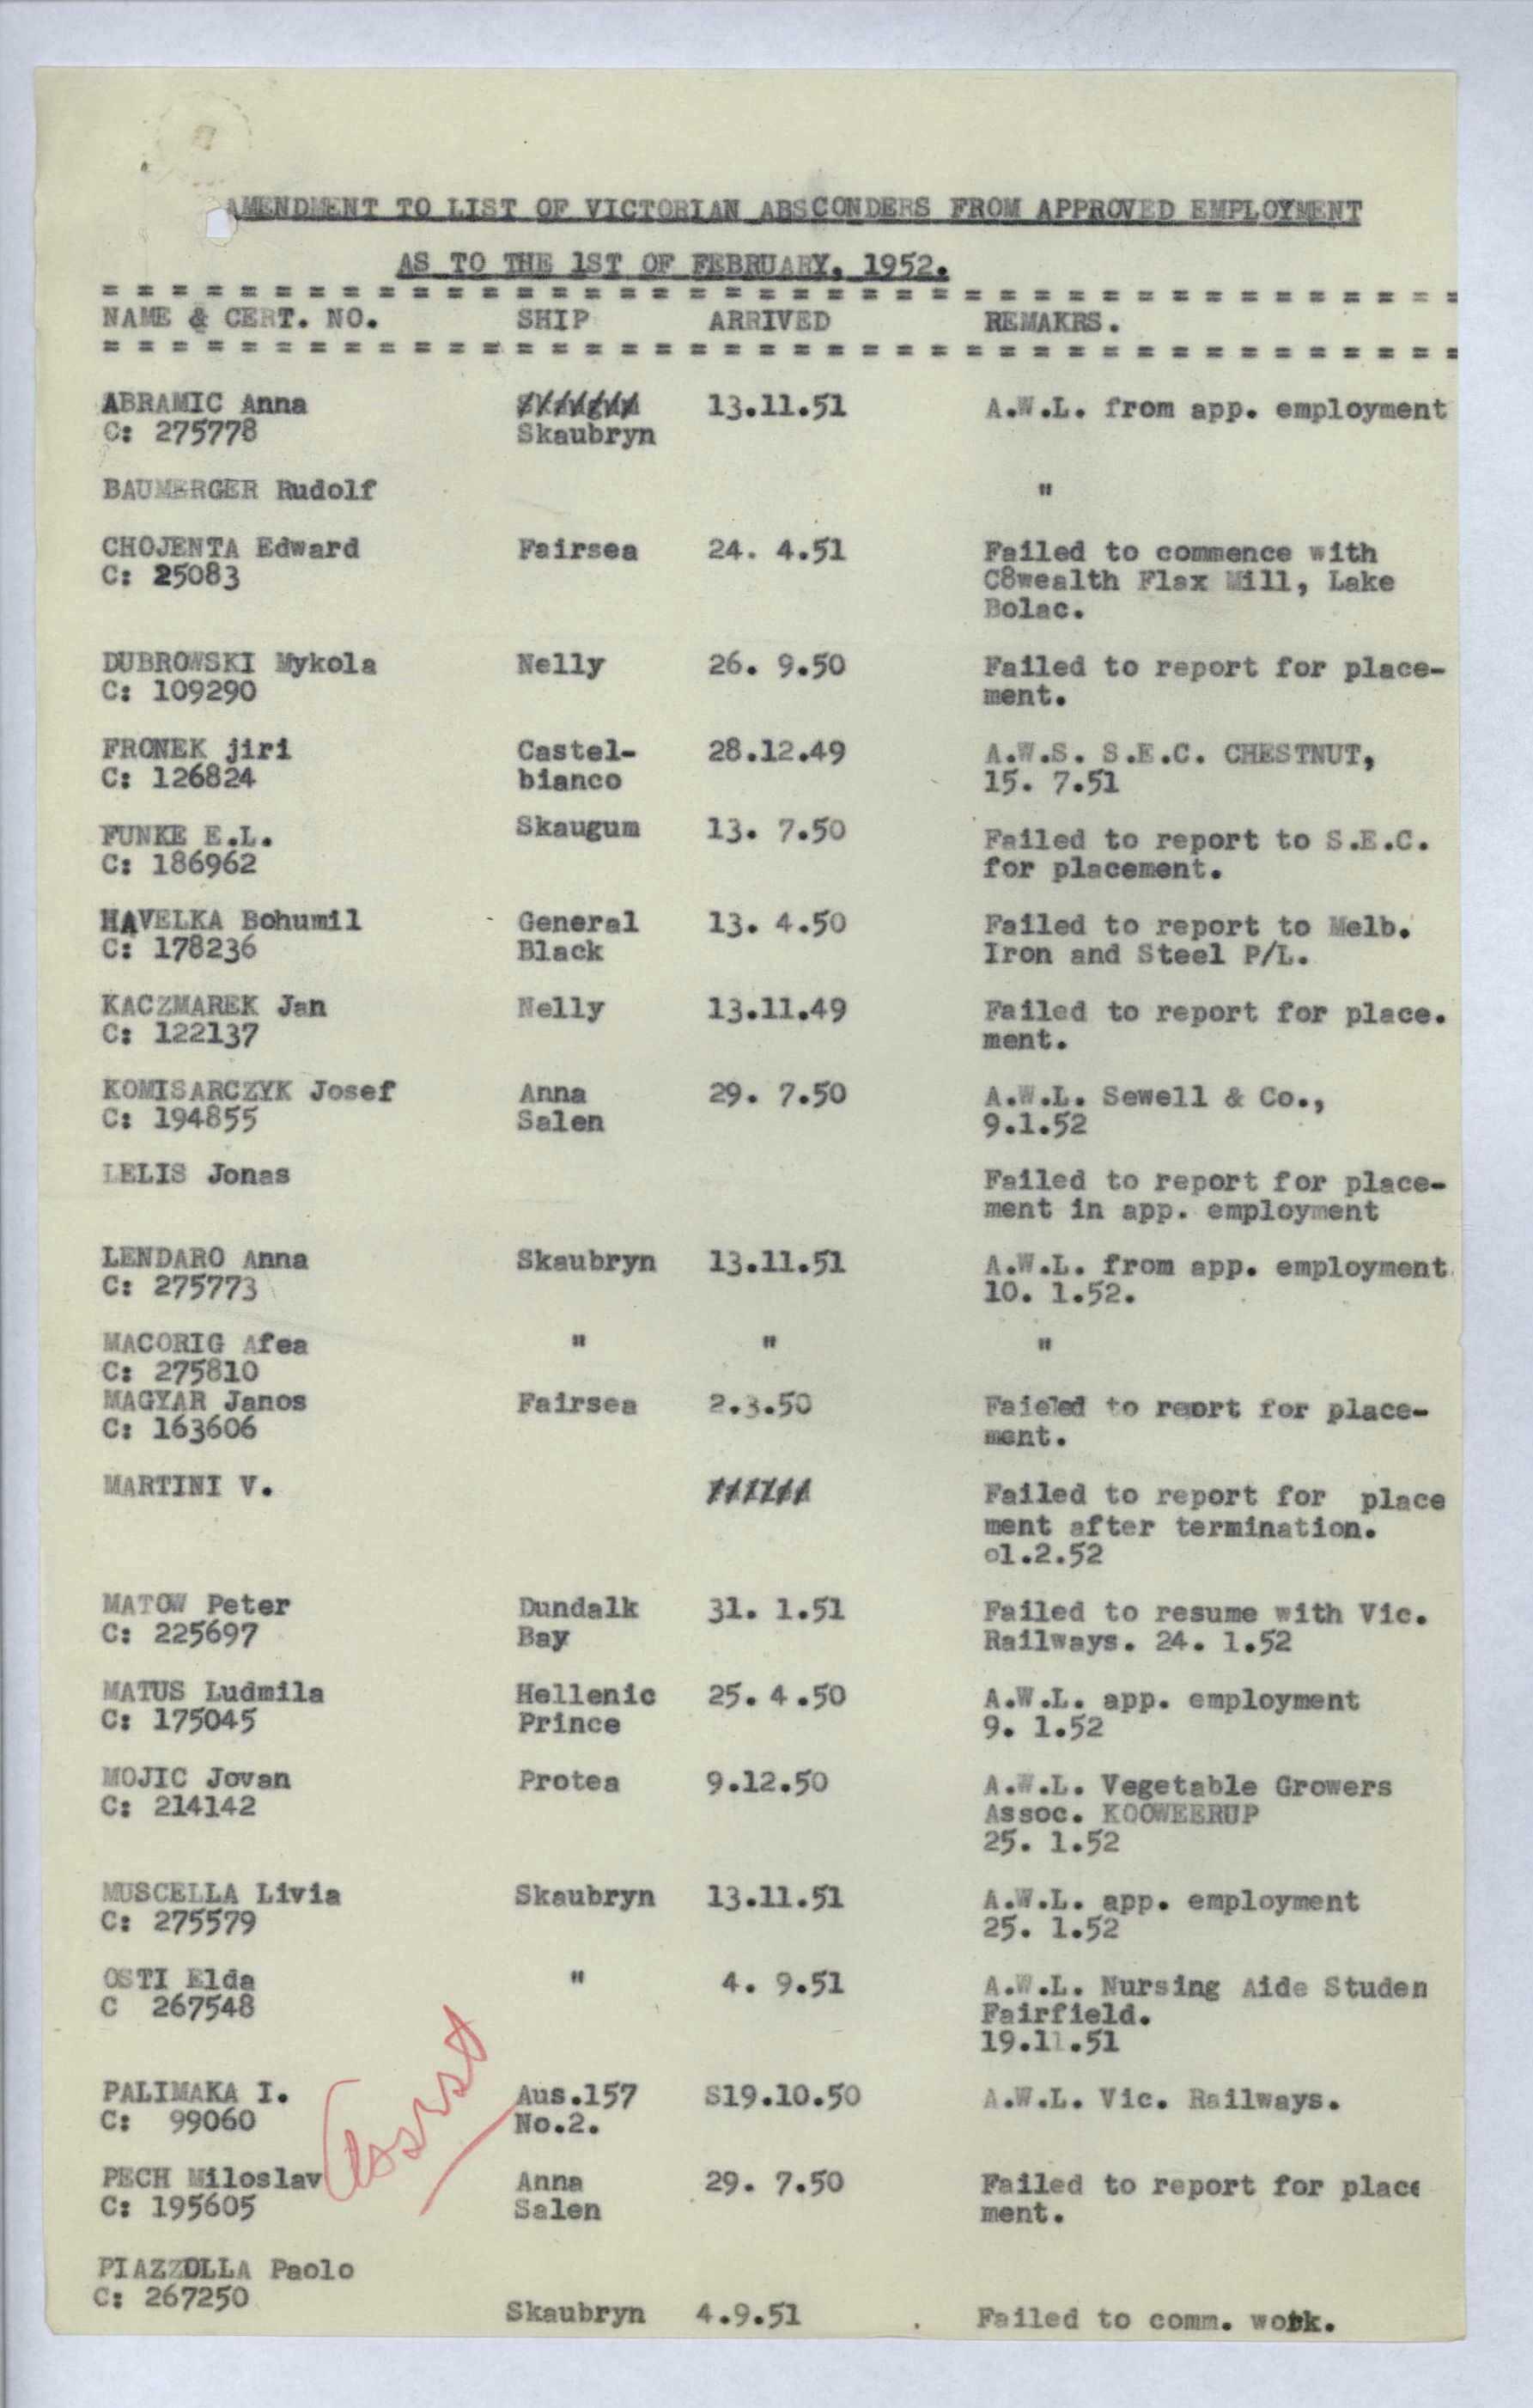 AMENDMENT TO LIST OF VICTORIAN ABSCONDERS FROM APPROVED EMPLOYMENT
AS TO THE 1ST OF FEBRUARY, 1952.
= = = = = = = = = = = = = = = = = = = = = = = = = = = = = = = = = = = = = = = =
NAME & CERT. NO. SHIP ARRIVED REMAKRS.
= = = = = = = = = = = = = = = = = = = = = = = = = = = = = = = = = = = = = = = =
ABRAMIC Anna 13.11.51 A.W.L. from app. employment
C: 275778 Skaubryn
BAUMBERGER Rudolf "
CHOJENTA Edward Fairsea 24. 4.51 Failed to commence with
C: 25083 C8wealth Flax Mill, Lake
Bolac.
DUBROWSKI Mykola Nelly 26. 9.50 Failed to report for place-
C: 109290 ment.
FRONEK jiri Castel- 28.12.49 A.W.S. S.E.C. CHESTNUT,
C: 126824 bianco 15. 7.51
FUNKE E.L. Skaugum 13. 7.50 Failed to report to S.E.C.
C: 186962 for placement.
HAVELKA Bohumil General 13. 4.50 Failed to report to Melb.
C: 178236 Black Iron and Steel P/L.
KACZMAREK Jan Nelly 13.11.49 Failed to report for place.
C: 122137 ment.
KOMISARCZYK Josef Anna 29. 7.50 A.W.L. Sewell & Co.,
C: 194855 Salen 9.1.52
LELIS Jonas Failed to report for place-
ment in app. employment
LENDARO Anna Skaubryn 13.11.51 A.W.L. from app. employment
C: 275773 10. 1.52.
MACORIG Afea " " "
C: 275810
MAGYAR Janos Fairsea 2.3.50 Faieled to reort for place-
C: 163606 ment.
MARTINI V. Failed to report for place
ment after termination.
o1.2.52
MATOW Peter Dundalk 31. 1.51 Failed to resume with Vic.
C: 225697 Bay Railways. 24. 1.52
MATUS Ludmila Hellenic 25. 4.50 A.W.L. app. employment
C: 175045 Prince 9. 1.52
MOJIC Jovan Protea 9.12.50 A.W.L. Vegetable Growers
C: 214142 Assoc. KOOWEERUP
25. 1.52
MUSCELLA Livia Skaubryn 13.11.51 A.W.L. app. employment
C: 275579 25. 1.52
OSTI Elda " 4. 9.51 A.W.L. Nursing Aide Studen
C 267548 Fairfield.
19.11.51
PALIMAKA I. Aus.157 S19.10.50 A.W.L. Vic. Railways.
C: 99060 No.2.
PECH Miloslav Anna 29. 7.50 Failed to report for place
C: 195605 Salen ment.
PIAZZOLLA Paolo
C: 267250
Skaubryn 4.9.51 Failed to comm. work.